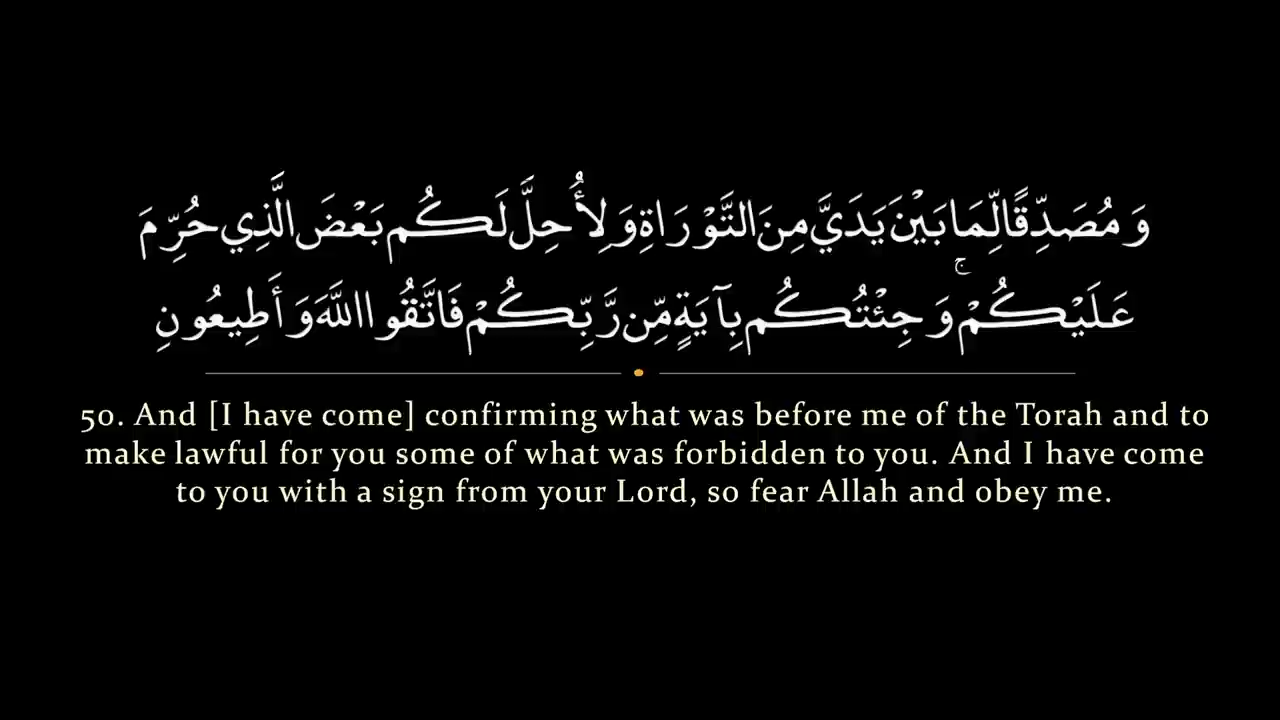 وَمُصَدِّقًا لِّمَا بَيْنَ يَدَيَّ مِنَ التَّوْرَاةِ وَلِأُحِلَّ لَكُم بَعْضَ الَّذِي حُرِّمَ
عَلَيْكُمْ ۚ وَجِئْتُكُم بِآيَةٍ مِّن رَّبِّكُمْ فَاتَّقُوا اللَّهَ وَأَطِيعُونِ
50. And [I have come] confirming what was before me of the Torah and to
make lawful for you some of what was forbidden to you. And I have come
to you with a sign from your Lord, so fear Allah and obey me.